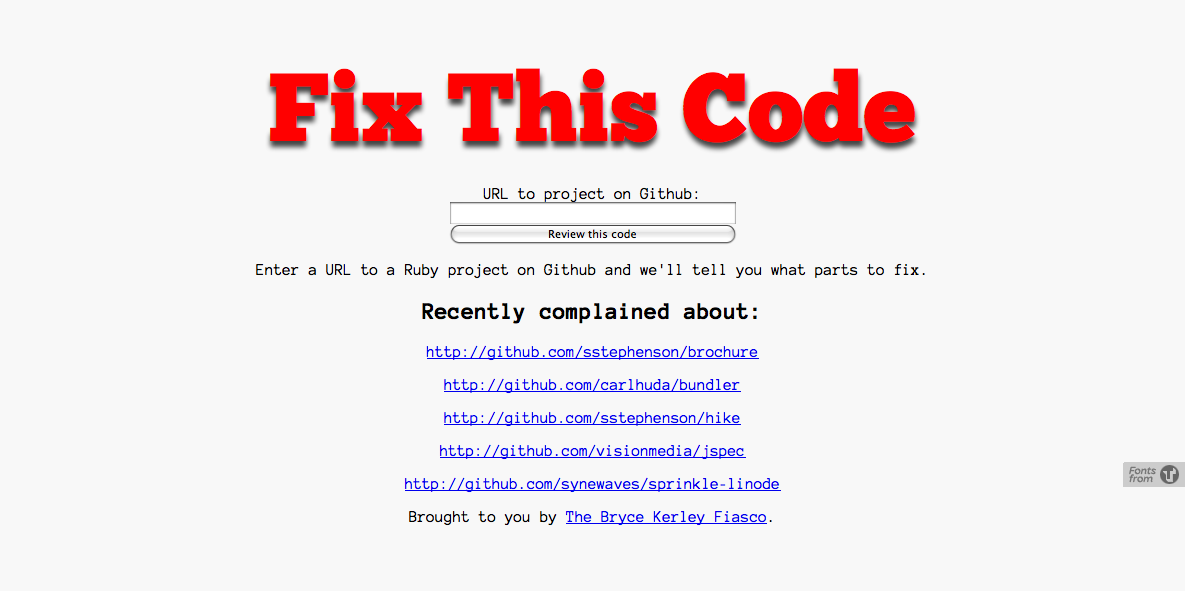 Fix This Code
URL to project on Github:
Review this code
Enter a URL to a Ruby project on Github and we'll tell you what parts to fix.
Recently complained about:
http://github.com/sstephenson/brochure
http://github.com/carlhuda/bundler
http://github.com/sstephenson/hike
http://github.com/visionmedia/jspec
http://github.com/synewaves/sprinkle-linode
Fonts
from
Brought to you by The Bryce Kerley Fiasco.